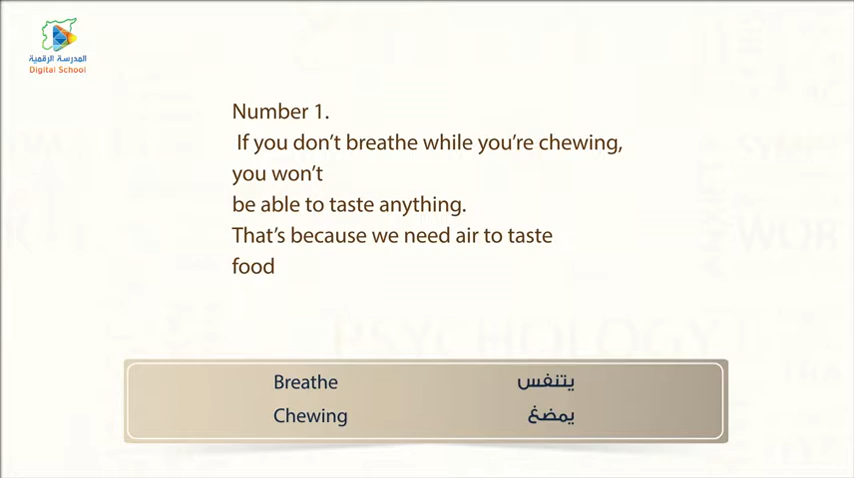 المدرسة الرقمية
Digital School
Number 1.
If you don't breathe while you're chewing,
you won't
be able to taste anything.
That's because we need air to taste
food
PSYCHOLOGY
Breathe يتنفس
Chewing يمضغ